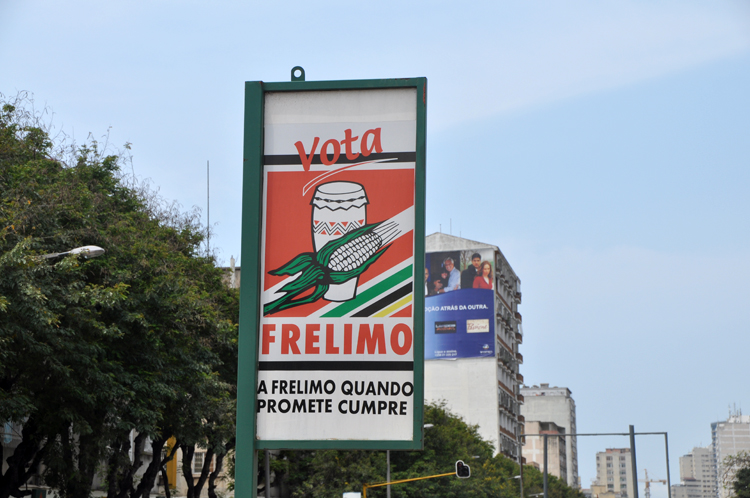 Vota
FRELIMO
A FRELIMO QUANDO
PROMETE CUMPRE
ÇÃO ATRÁS DA OUTRA.